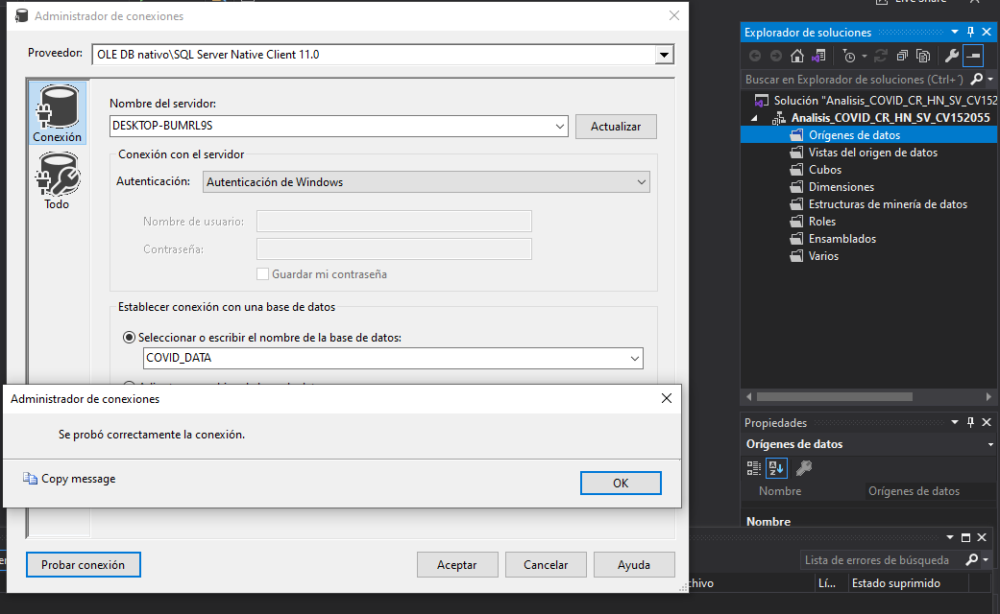 Administrador de conexiones
Proveedor:
OLE DB nativo\SQL Server Native Client 11.0
Conexión
Todo
Nombre del servidor:
DESKTOP-BUMRL9S
Actualizar
Conexión con el servidor
Autenticación:
Autenticación de Windows
Nombre de usuario:
Contraseña:
Guardar mi contraseña
Establecer conexión con una base de datos
Seleccionar o escribir el nombre de la base de datos:
COVID_DATA
Administrador de conexiones
Se probó correctamente la conexión.
Copy message
OK
Probar conexión
Aceptar
Cancelar
Ayuda
Live Share
Explorador de soluciones
Buscar en Explorador de soluciones (Ctrl+´)
Solución "Analisis_COVID_CR_HN_SV_CV152
Analisis_COVID_CR_HN_SV_CV152055
Orígenes de datos
Vistas del origen de datos
Cubos
Dimensiones
Estructuras de minería de datos
Roles
Ensamblados
Varios
Propiedades
Orígenes de datos
Nombre
Orígenes de datos
Nombre
Lista de errores de búsqueda
chivo
Lí...
Estado suprimido